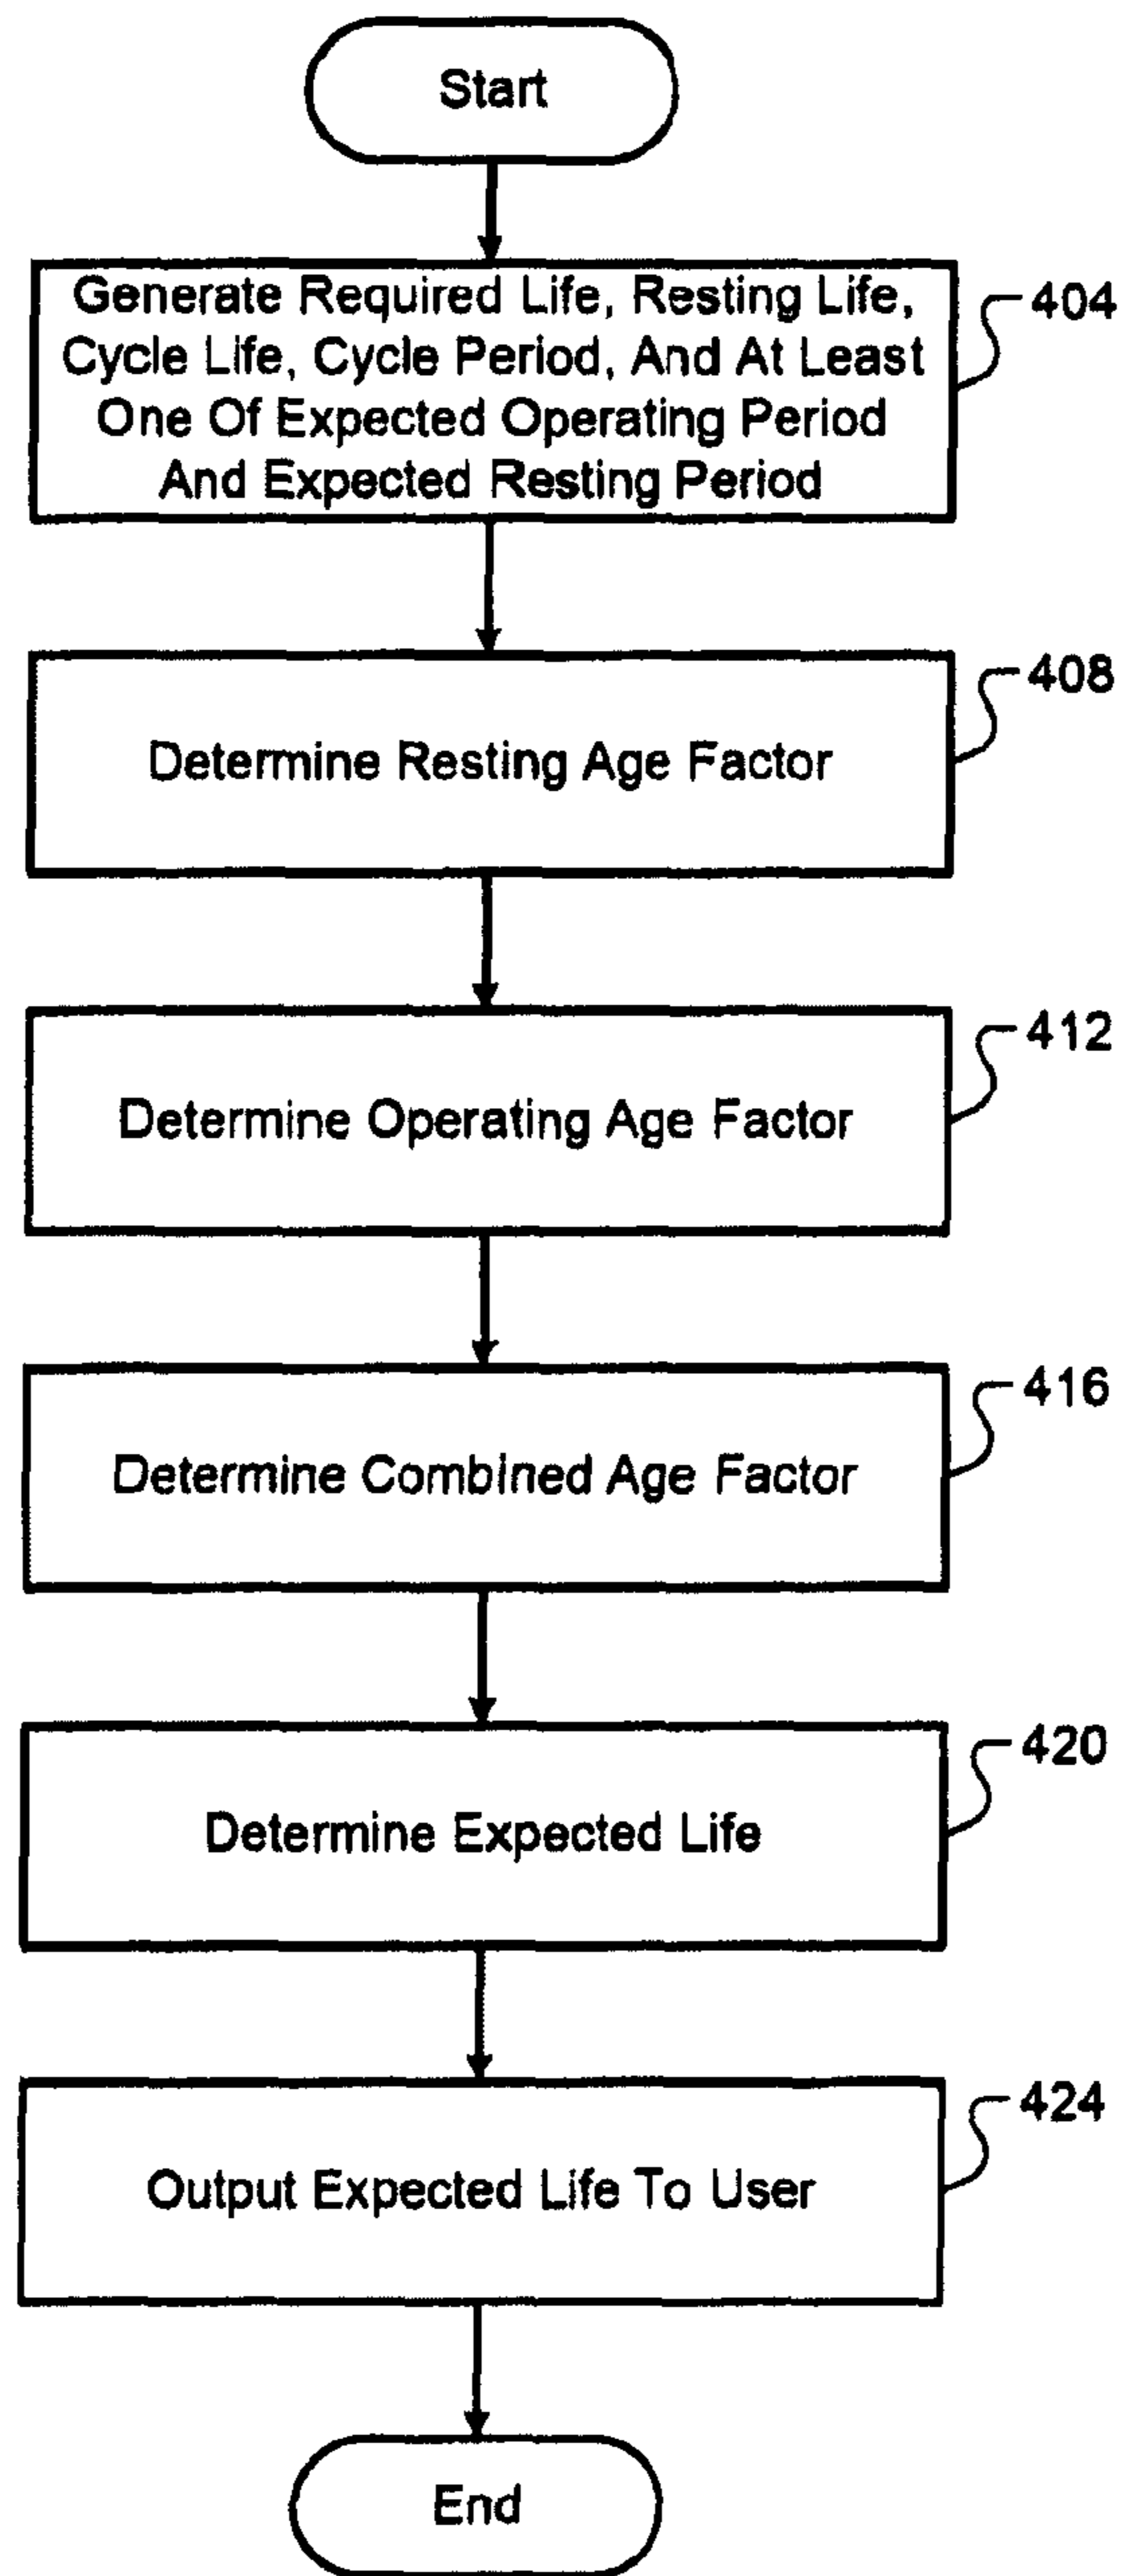 Start
Generate Required Life, Resting Life,
Cycle Life, Cycle Period, And At Least
One Of Expected Operating Period
And Expected Resting Period
404
Determine Resting Age Factor
408
Determine Operating Age Factor
412
Determine Combined Age Factor
416
Determine Expected Life
420
Output Expected Life To User
424
End